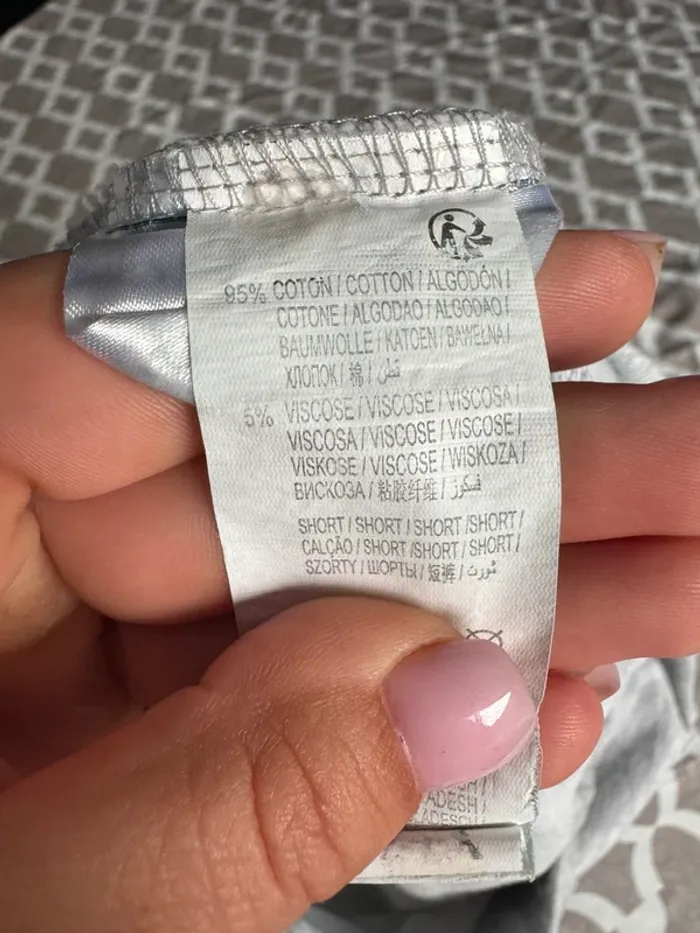 95% COTON / COTTON / ALGODÓN /
COTONE / ALGODAO / ALGODAO /
BAUMWOLLE / KATOEN / BAWEŁNA /
ХЛОПОК / 棉 / قطن
5% VISCOSE / VISCOSE / VISCOSA /
VISCOSA / VISCOSE / VISCOSE /
VISKOSE / VISCOSE / WISKOZA /
ВИСКОЗА / 粘胶纤维 / فسكوز
SHORT / SHORT / SHORT / SHORT /
CALÇÃO / SHORT / SHORT / SHORT /
SZORTY / ШОРТЫ / 短裤 / شورت